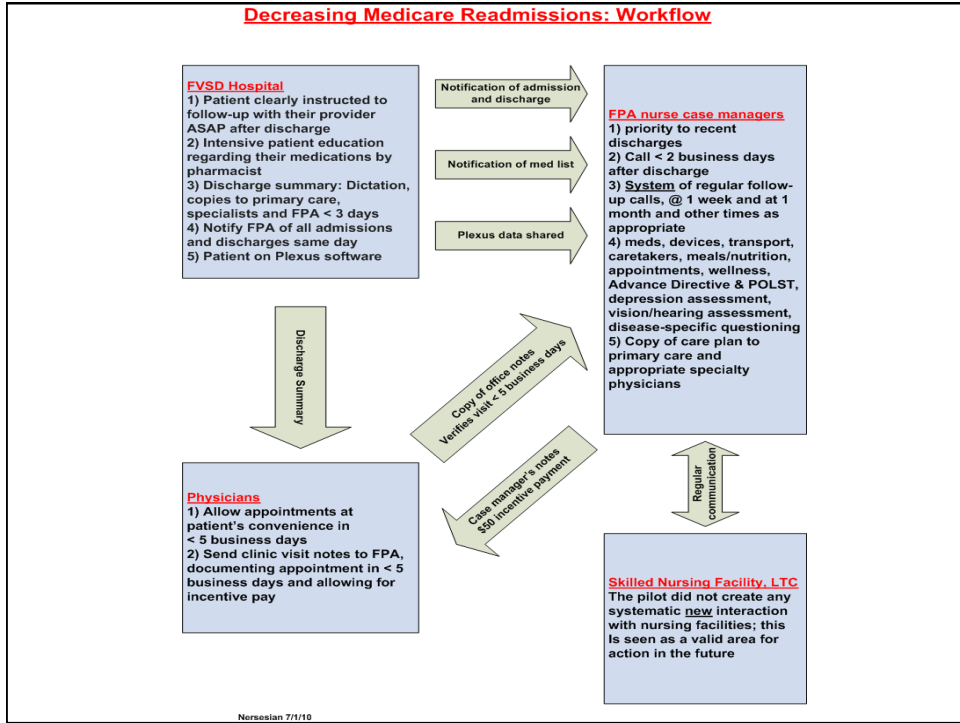 Decreasing Medicare Readmissions: Workflow
FVSD Hospital
1) Patient clearly instructed to
follow-up with their provider
ASAP after discharge
2) Intensive patient education
regarding their medications by
pharmacist
3) Discharge summary: Dictation,
copies to primary care,
specialists and FPA < 3 days
4) Notify FPA of all admissions
and discharges same day
5) Patient on Plexus software
Notification of admission
and discharge
Notification of med list
Plexus data shared
FPA nurse case managers
1) priority to recent
discharges
2) Call < 2 business days
after discharge
3) System of regular follow-
up calls, @ 1 week and at 1
month and other times as
appropriate
4) meds, devices, transport,
caretakers, meals/nutrition,
appointments, wellness,
Advance Directive & POLST,
depression assessment,
vision/hearing assessment,
disease-specific questioning
5) Copy of care plan to
primary care and
appropriate specialty
physicians
Discharge Summary
Copy of office notes
Verifies visit < 5 business days
Case manager's notes
$50 incentive payment
Regular
communication
Physicians
1) Allow appointments at
patient's convenience in
< 5 business days
2) Send clinic visit notes to FPA,
documenting appointment in < 5
business days and allowing for
incentive pay
Skilled Nursing Facility, LTC
The pilot did not create any
systematic new interaction
with nursing facilities; this
Is seen as a valid area for
action in the future
Nersesian 7/1/10